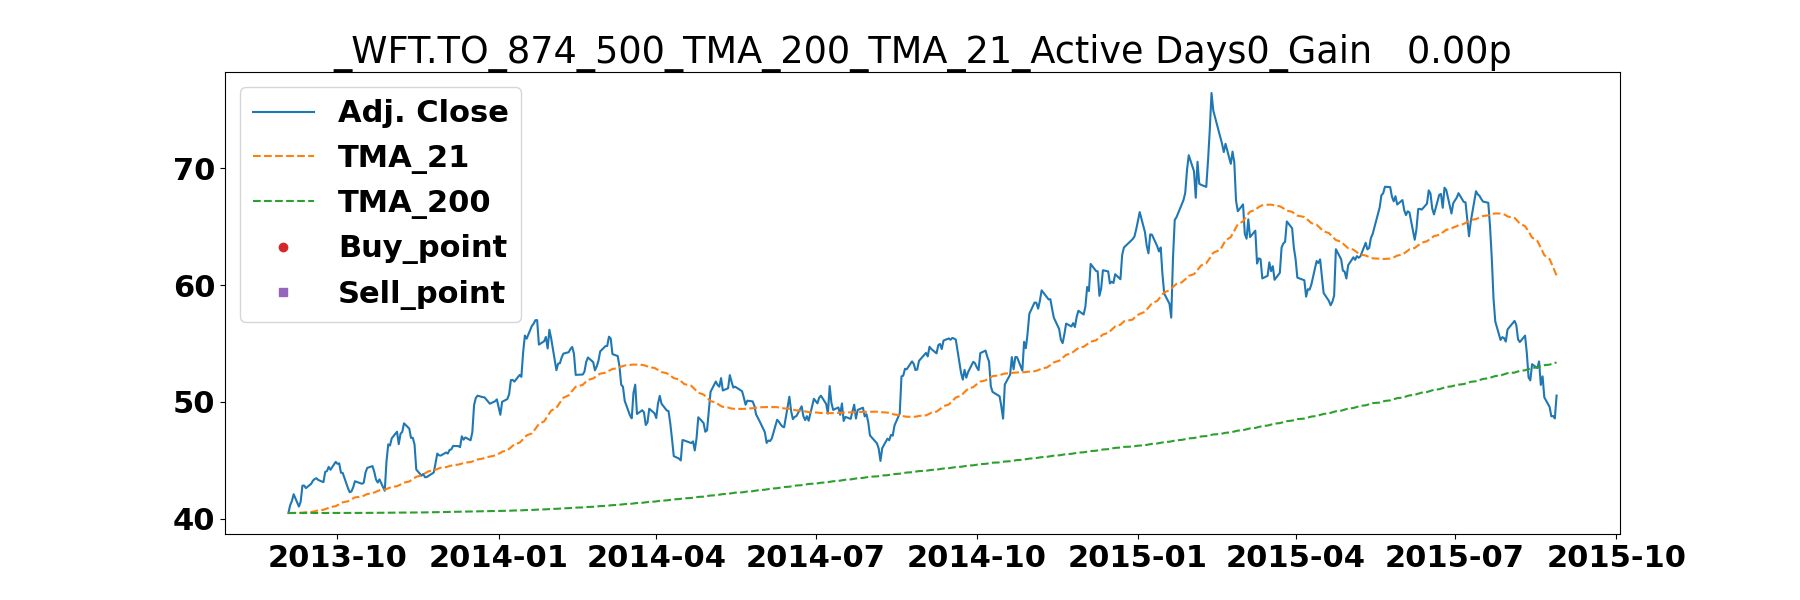 _WFT.TO_874_500_TMA_200_TMA_21_Active Days0_Gain   0.00p
Adj. Close
TMA_21
TMA_200
Buy_point
Sell_point
70
60
50
40
2013-10 2014-01 2014-04 2014-07 2014-10 2015-01 2015-04 2015-07 2015-10